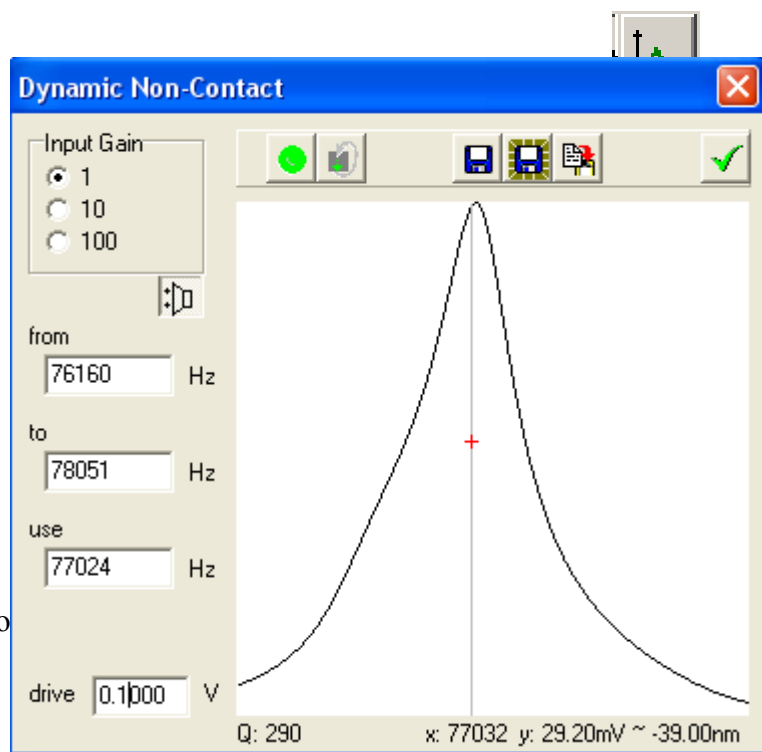 Dynamic Non-Contact
Input Gain
1
10
100
from
76160 Hz
to
78051 Hz
use
77024 Hz
drive 0.1000 V
Q: 290 x: 77032 y: 29.20mV ~ -39.00nm